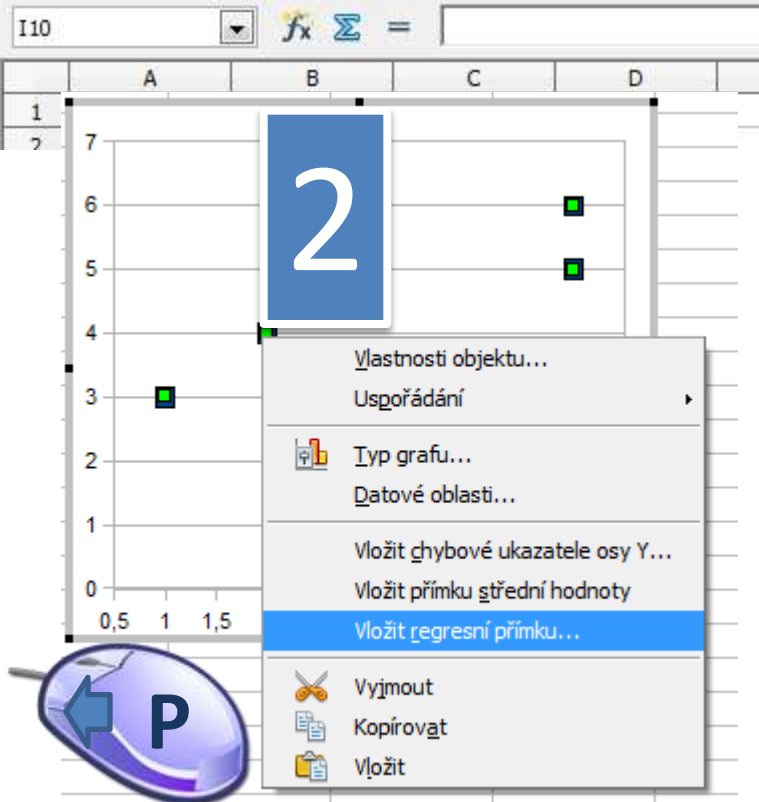 I10
fx Σ =
A B C D
1
2
7
6
5
4
3
2
1
0
0,5 1 1,5
2
Vlastnosti objektu...
Uspořádání
Typ grafu...
Datové oblasti...
Vložit chybové ukazatele osy Y...
Vložit přímku střední hodnoty
Vložit regresní přímku...
Vyjmout
Kopírovat
Vložit
P